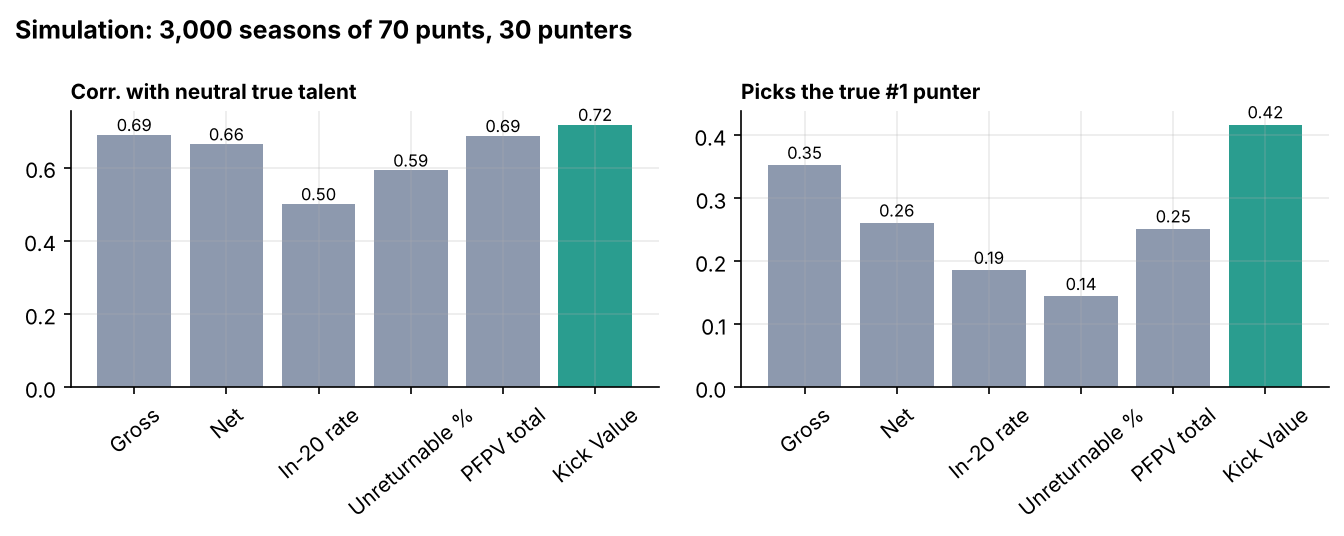 Simulation: 3,000 seasons of 70 punts, 30 punters
Corr. with neutral true talent
0.69
0.66
0.50
0.59
0.69
0.72
0.6
0.4
0.2
0.0
Gross
Net
In-20 rate
Unreturnable %
PFPV total
Kick Value
Picks the true #1 punter
0.35
0.26
0.19
0.14
0.25
0.42
0.4
0.3
0.2
0.1
0.0
Gross
Net
In-20 rate
Unreturnable %
PFPV total
Kick Value